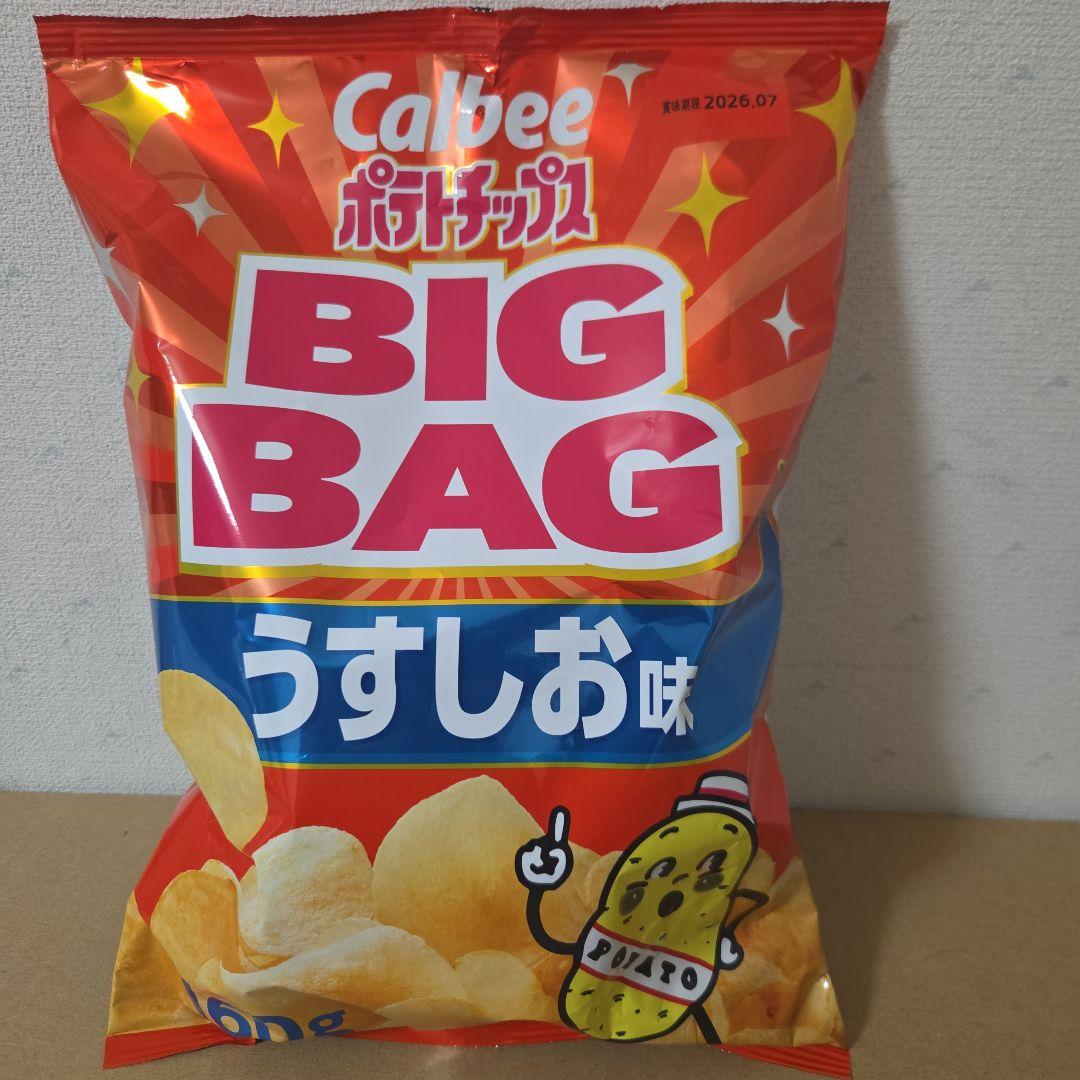 Calbee
賞味期限 2026.07
ポテトチップス
BIG
BAG
うすしお味
POTATO
160g